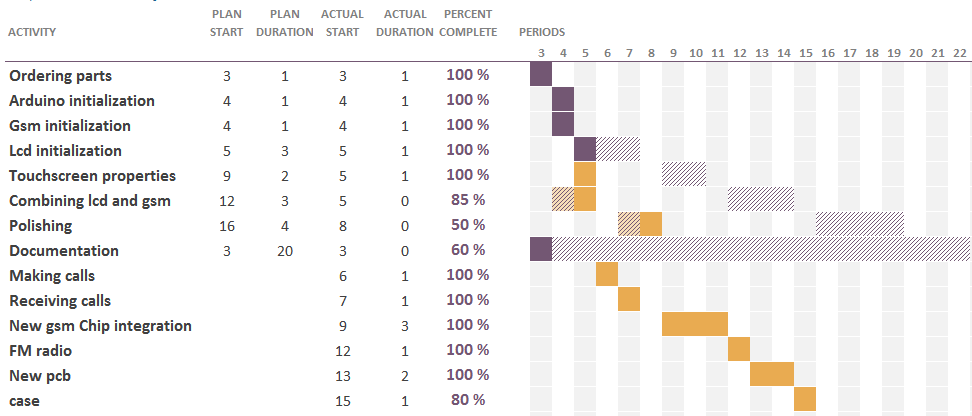 PLAN PLAN ACTUAL ACTUAL PERCENT
ACTIVITY START DURATION START DURATION COMPLETE PERIODS
3 4 5 6 7 8 9 10 11 12 13 14 15 16 17 18 19 20 21 22
Ordering parts 3 1 3 1 100 %
Arduino initialization 4 1 4 1 100 %
Gsm initialization 4 1 4 1 100 %
Lcd initialization 5 3 5 1 100 %
Touchscreen properties 9 2 5 1 100 %
Combining lcd and gsm 12 3 5 0 85 %
Polishing 16 4 8 0 50 %
Documentation 3 20 3 0 60 %
Making calls 6 1 100 %
Receiving calls 7 1 100 %
New gsm Chip integration 9 3 100 %
FM radio 12 1 100 %
New pcb 13 2 100 %
case 15 1 80 %